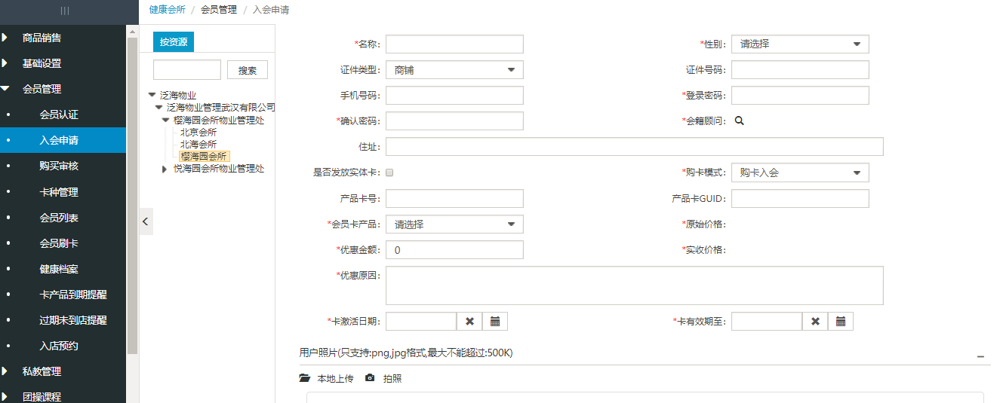 健康会所 / 会员管理 / 入会申请
商品销售
基础设置
会员管理
会员认证
入会申请
购买审核
卡种管理
会员列表
会员刷卡
健康档案
卡产品到期提醒
过期未到店提醒
入店预约
私教管理
团操课程
按资源
搜索
泛海物业
泛海物业管理武汉有限公司
樱海园会所物业管理处
北京会所
北海会所
樱海园会所
悦海园会所物业管理处
*名称:
*性别: 请选择
证件类型: 商铺
证件号码:
手机号码:
*登录密码:
*确认密码:
*会籍顾问:
住址:
是否发放实体卡:
*购卡模式: 购卡入会
产品卡号:
产品卡GUID:
*会员卡产品: 请选择
*原始价格:
*优惠金额: 0
*实收价格:
*优惠原因:
*卡激活日期:
*卡有效期至:
用户照片(只支持:png,jpg格式,最大不能超过:500K)
本地上传 拍照